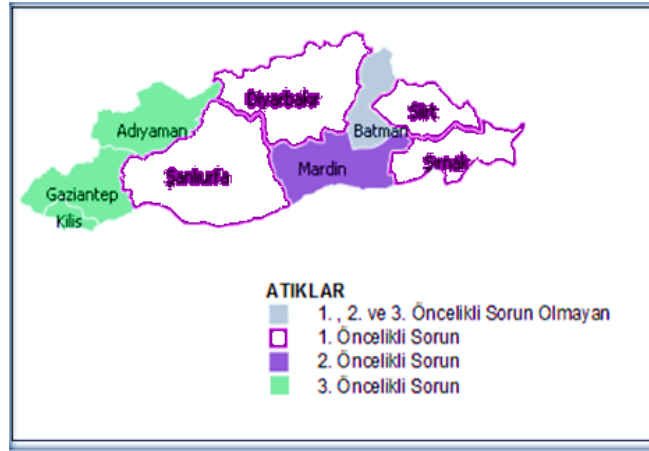 Diyarbakır
Siirt
Adıyaman
Batman
Şanlıurfa
Mardin
Şırnak
Gaziantep
Kilis
ATIKLAR
1. , 2. ve 3. Öncelikli Sorun Olmayan
1. Öncelikli Sorun
2. Öncelikli Sorun
3. Öncelikli Sorun